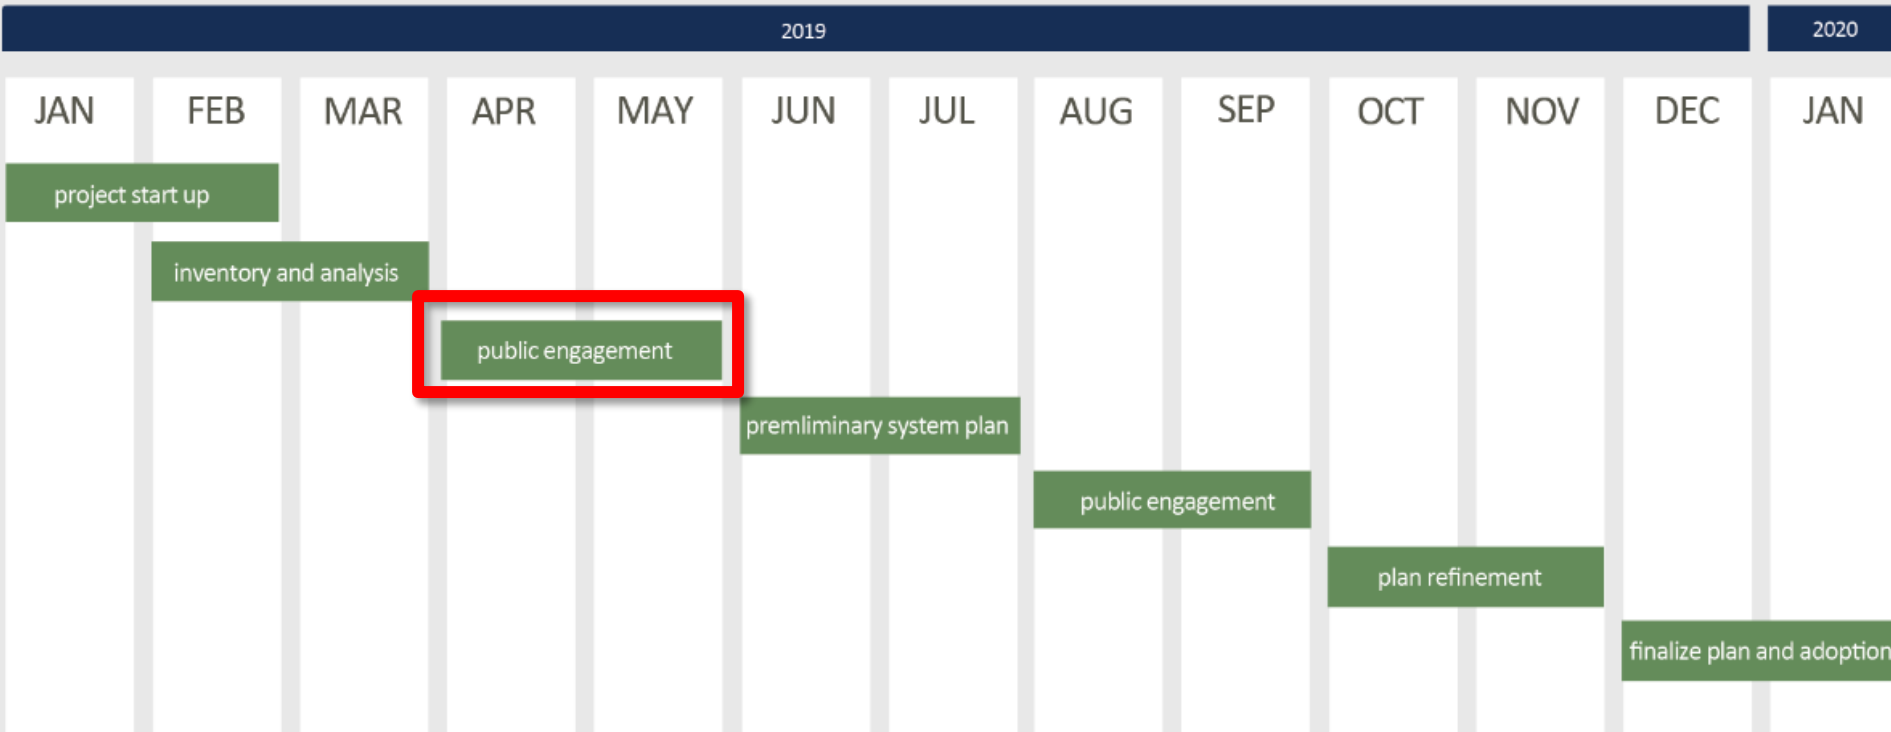 2019 2020
JAN FEB MAR APR MAY JUN JUL AUG SEP OCT NOV DEC JAN
project start up
inventory and analysis
public engagement
premliminary system plan
public engagement
plan refinement
finalize plan and adoption